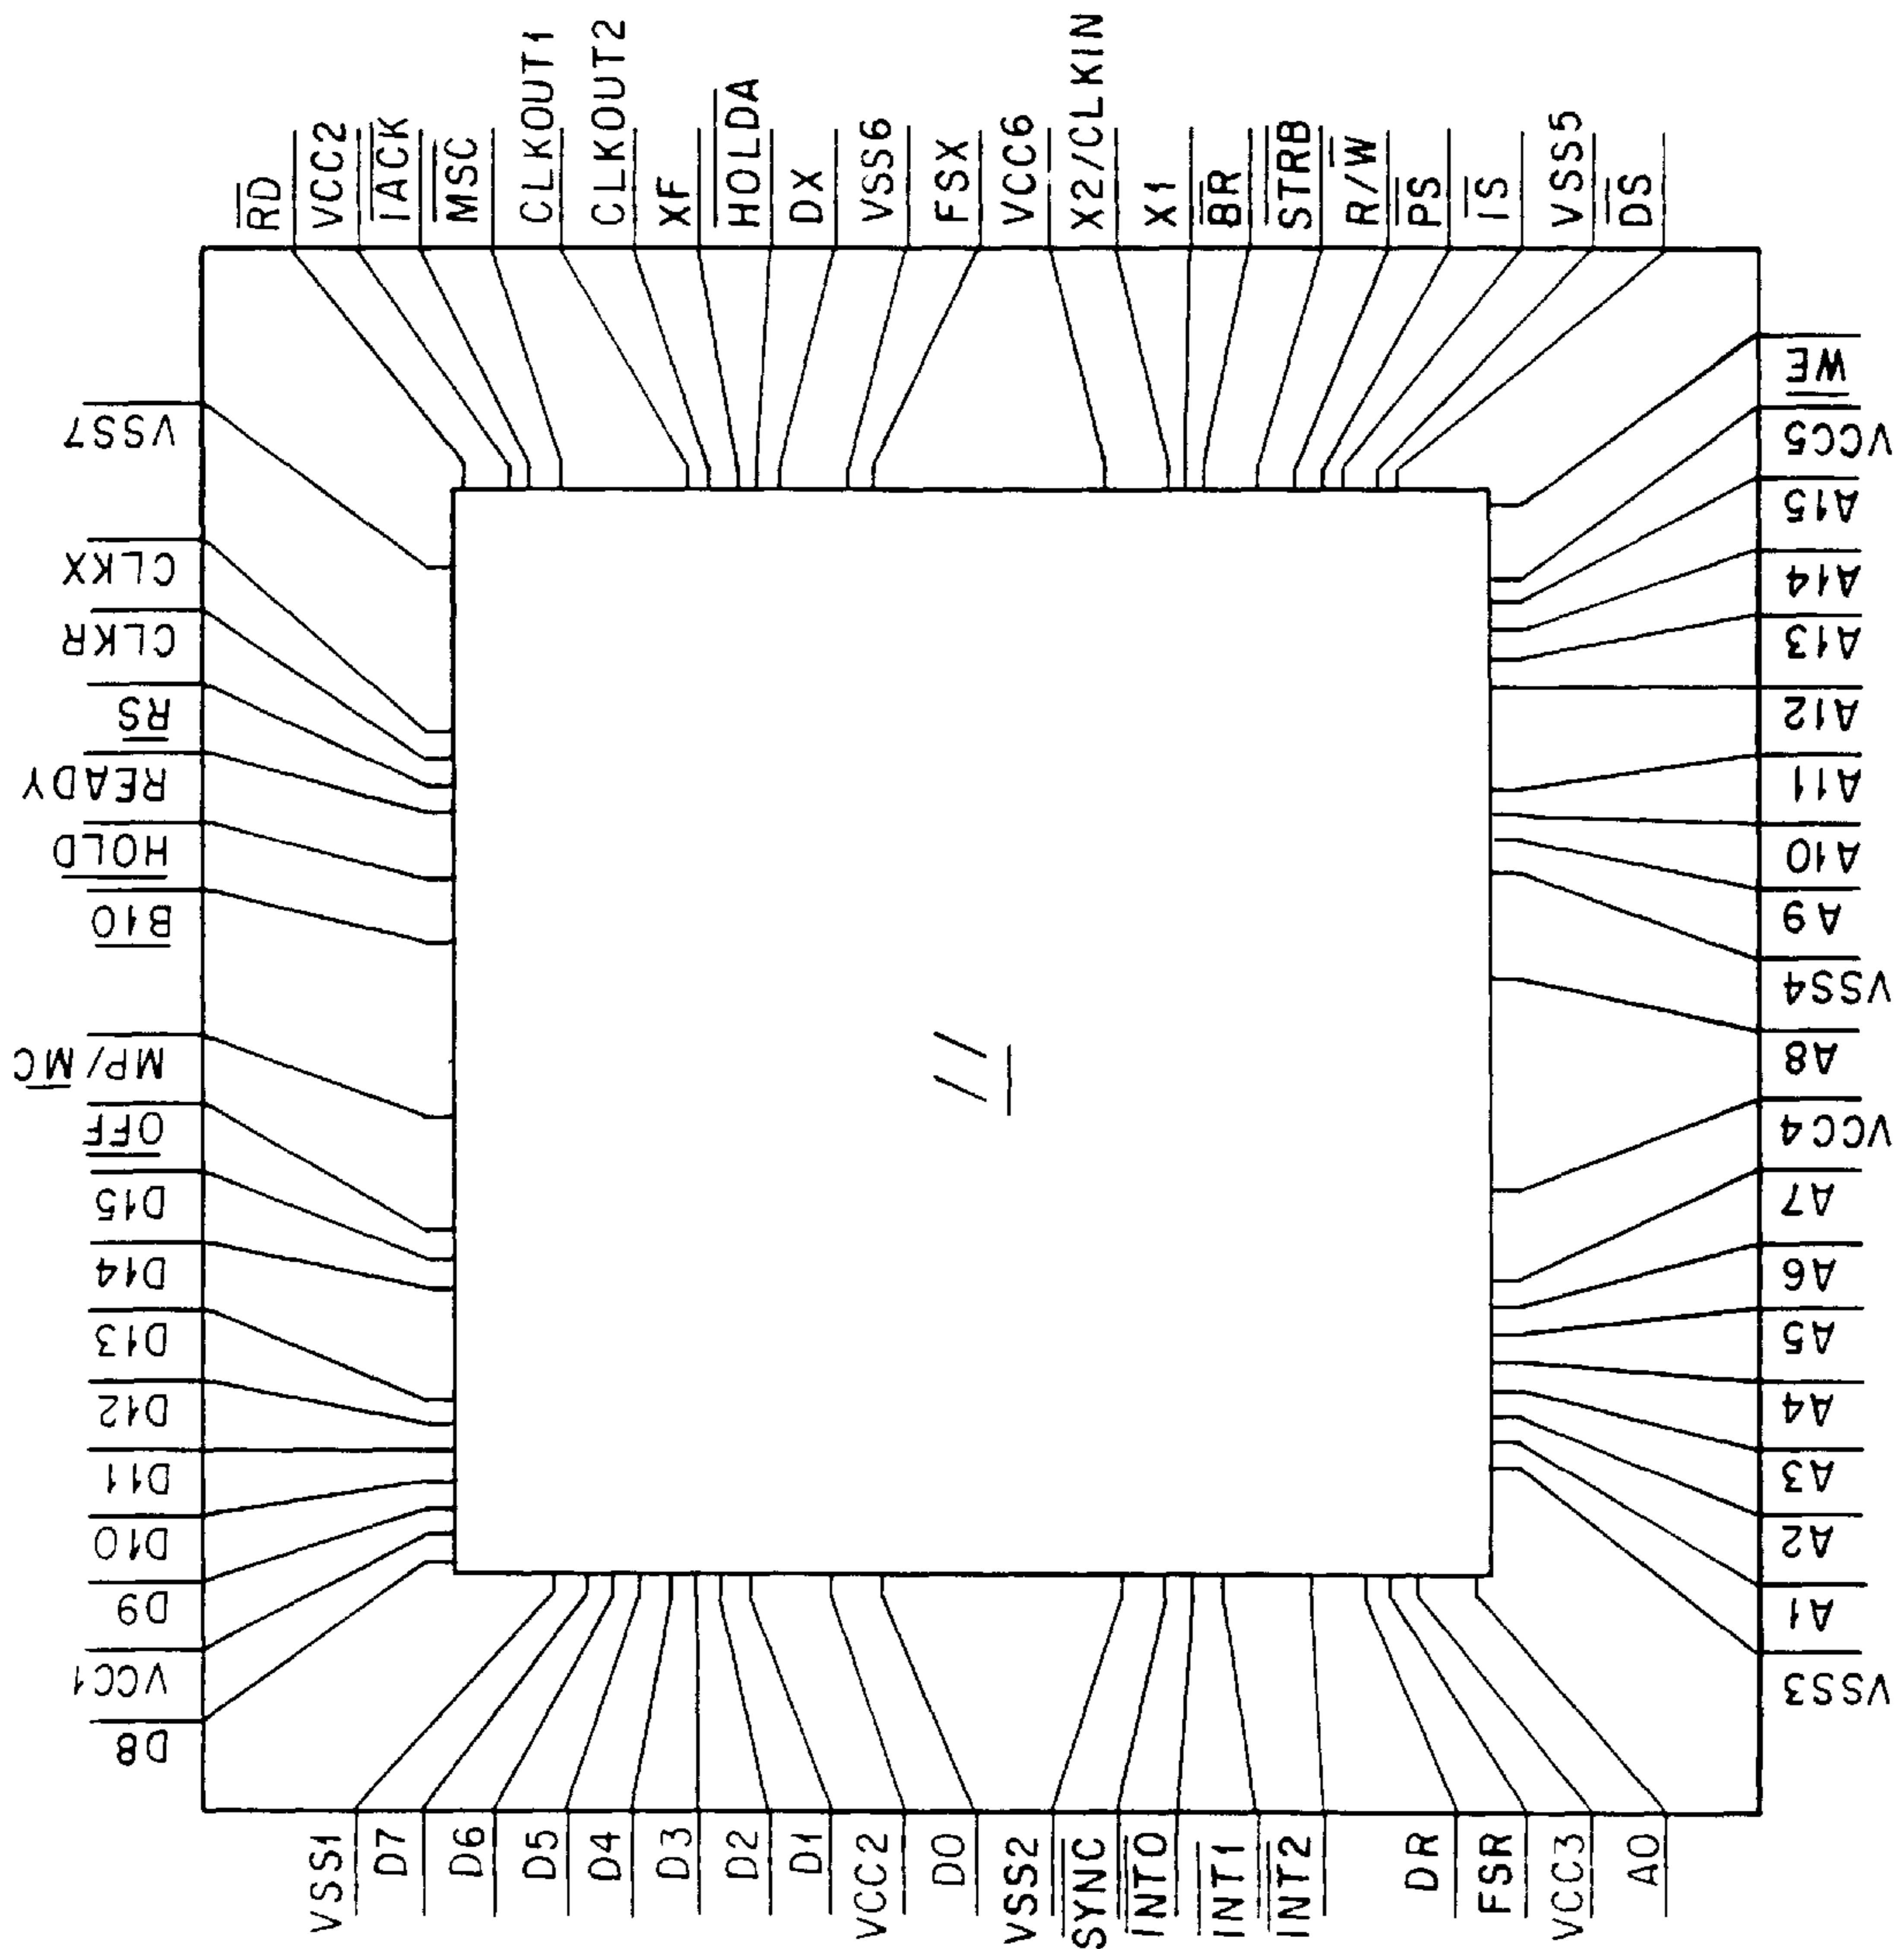 RD
VCC2
IACK
MSC
CLKOUT1
CLKOUT2
XF
HOLDA
DX
VSS6
FSX
VCC6
X2/CLKIN
X1
BR
STRB
R/W
PS
IS
VSS5
DS
WE
VCC5
A15
A14
A13
A12
A11
A10
A9
VSS4
A8
VCC4
A7
A6
A5
A4
A3
A2
A1
VSS3
VSS7
CLKX
CLKR
RS
READY
HOLD
B10
MP/MC
OFF
D15
D14
D13
D12
D11
D10
D9
VCC1
D8
VSS1
D7
D6
D5
D4
D3
D2
D1
VCC2
D0
VSS2
SYNC
INT0
INT1
INT2
DR
FSR
VCC3
A0
11